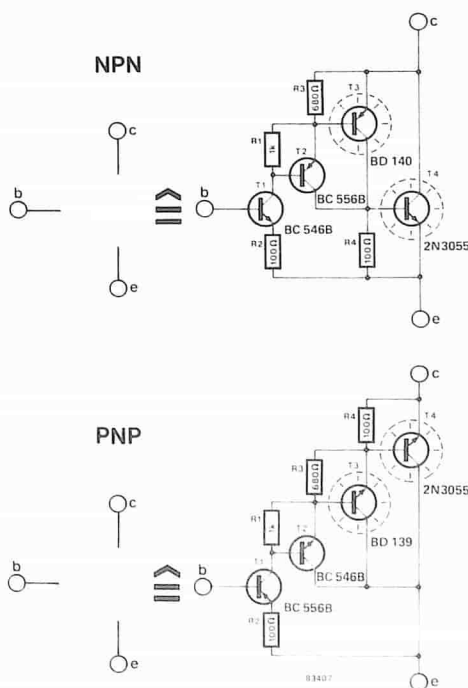 c
NPN
R3
680Ω
T3
c
R1
1k
T2
BD 140
T4
b
b
T1
BC 556B
BC 546B
2N3055
R2
100Ω
R4
100Ω
e
e
c
PNP
R4
100Ω
T4
R3
680Ω
T3
2N3055
c
R1
1k
T2
BD 139
b
b
T1
BC 546B
BC 556B
R2
100Ω
e
83407
e